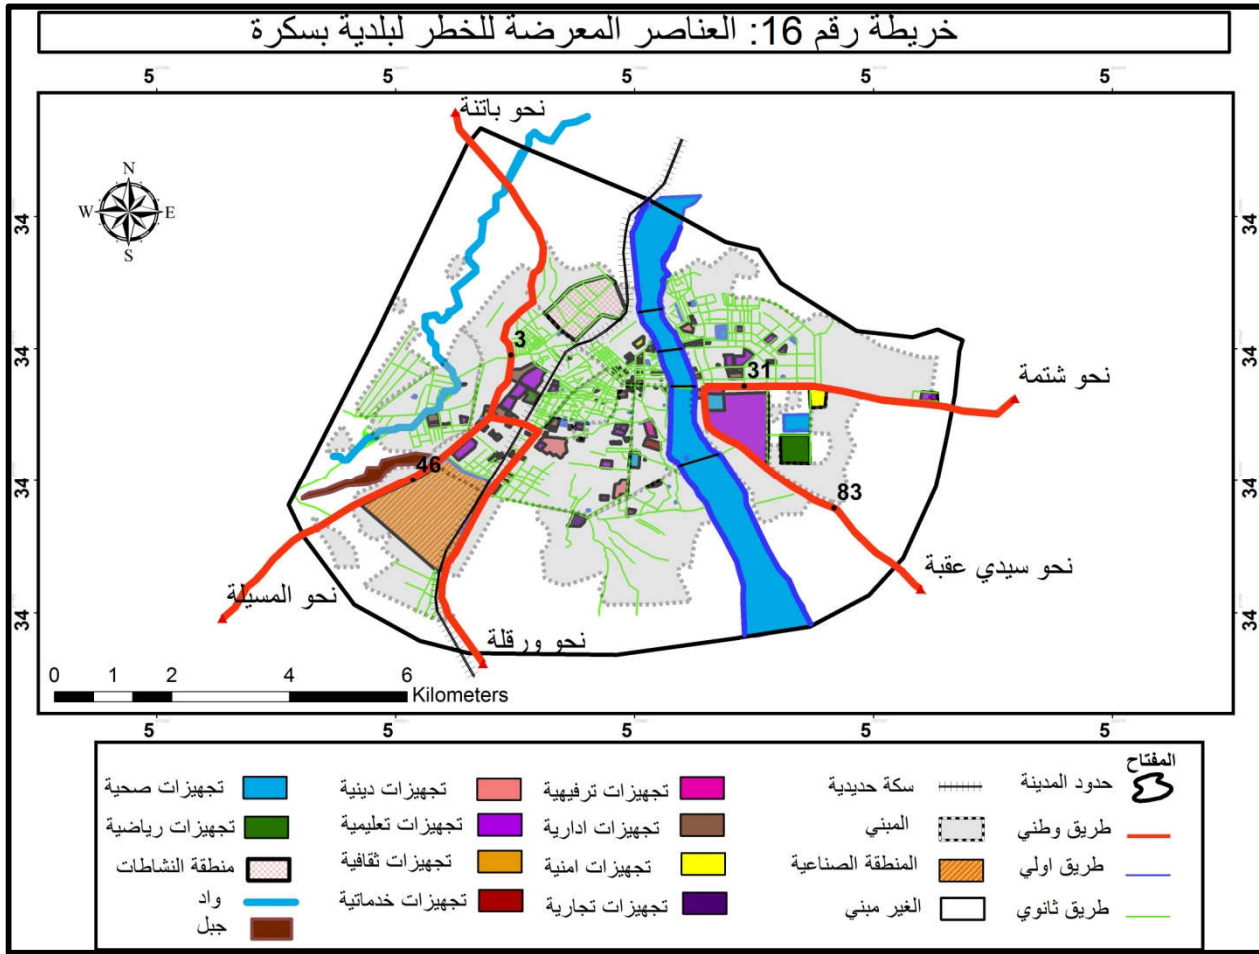 خريطة رقم 16: العناصر المعرضة للخطر لبلدية بسكرة
5 5 5 5 5
نحو باتنة
N
W E
S
34 34
34 34
3
31
نحو شتمة
46
34 34
83
نحو سيدي عقبة
نحو المسيلة
34 34
نحو ورقلة
0 1 2 4 6
Kilometers
5 5 5 5 5
المفتاح
حدود المدينة
طريق وطني
طريق اولي
طريق ثانوي
سكة حديدية
المبني
المنطقة الصناعية
الغير مبني
تجهيزات ترفيهية
تجهيزات ادارية
تجهيزات امنية
تجهيزات تجارية
تجهيزات دينية
تجهيزات تعليمية
تجهيزات ثقافية
تجهيزات خدماتية
تجهيزات صحية
تجهيزات رياضية
منطقة النشاطات
واد
جبل